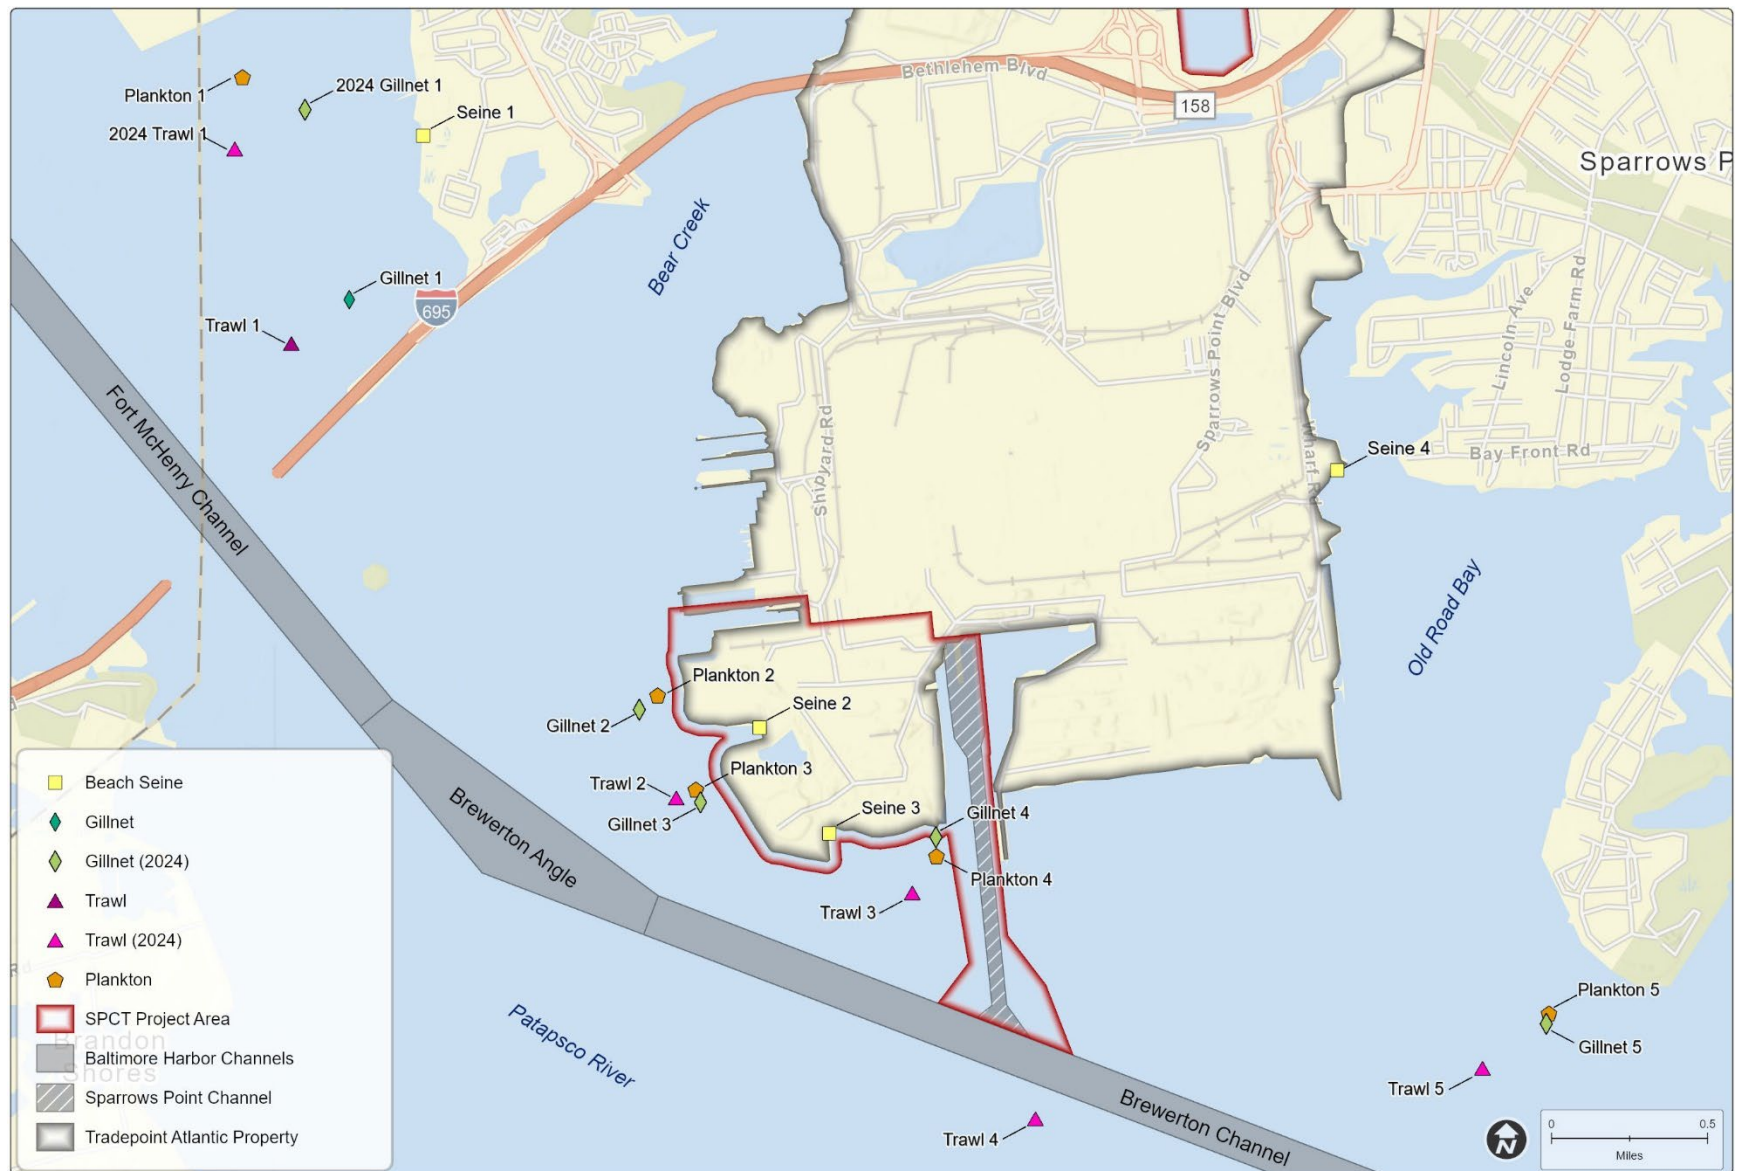 Bethlehem Blvd
158
Plankton 1
2024 Gillnet 1
Seine 1
2024 Trawl 1
Sparrows P
Bear Creek
Gillnet 1
695
Trawl 1
Sparrows Point Blvd
Lincoln Ave
Lodge Farm Rd
Fort McHenry Channel
Shipyard Rd
Wharf Rd
Seine 4
Bay Front Rd
Old Road Bay
Plankton 2
Gillnet 2
Seine 2
Plankton 3
Trawl 2
Gillnet 3
Seine 3
Gillnet 4
Brewerton Angle
Plankton 4
Trawl 3
Patapsco River
Plankton 5
Gillnet 5
Trawl 5
Trawl 4
Brewerton Channel
Beach Seine
Gillnet
Gillnet (2024)
Trawl
Trawl (2024)
Plankton
Rd
SPCT Project Area
Brandon
Baltimore Harbor Channels
Shores
Sparrows Point Channel
Tradepoint Atlantic Property
N
0 0.5
Miles